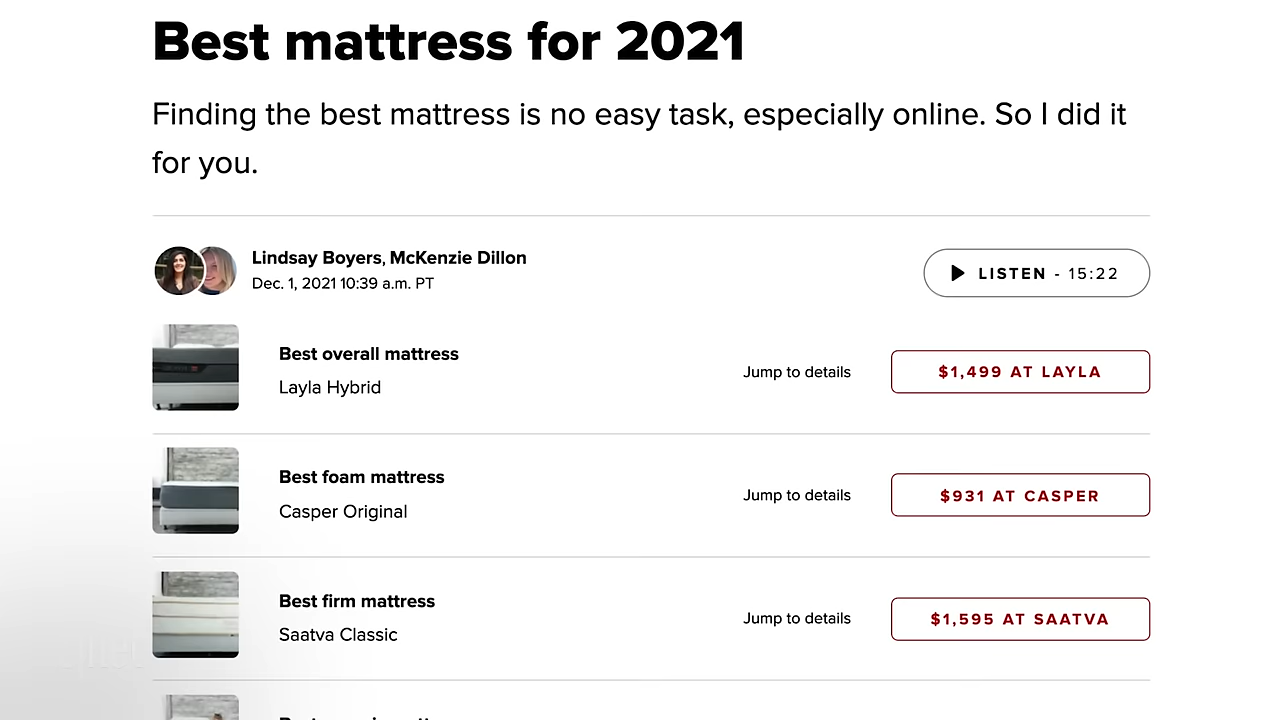 Best mattress for 2021
Finding the best mattress is no easy task, especially online. So I did it
for you.
Lindsay Boyers, McKenzie Dillon
Dec. 1, 2021 10:39 a.m. PT
LISTEN - 15:22
Best overall mattress
Layla Hybrid
Jump to details
$1,499 AT LAYLA
Best foam mattress
Casper Original
Jump to details
$931 AT CASPER
Best firm mattress
Saatva Classic
Jump to details
$1,595 AT SAATVA